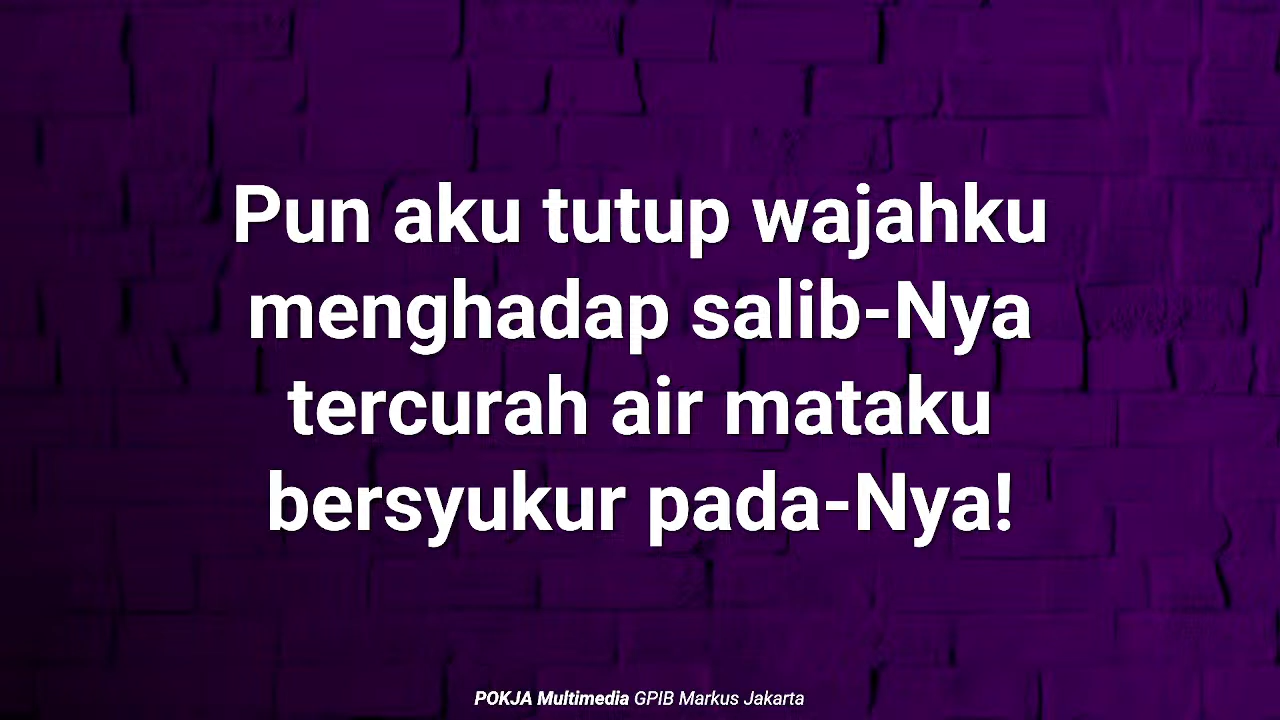 Pun aku tutup wajahku
menghadap salib-Nya
tercurah air mataku
bersyukur pada-Nya!
POKJA Multimedia GPIB Markus Jakarta